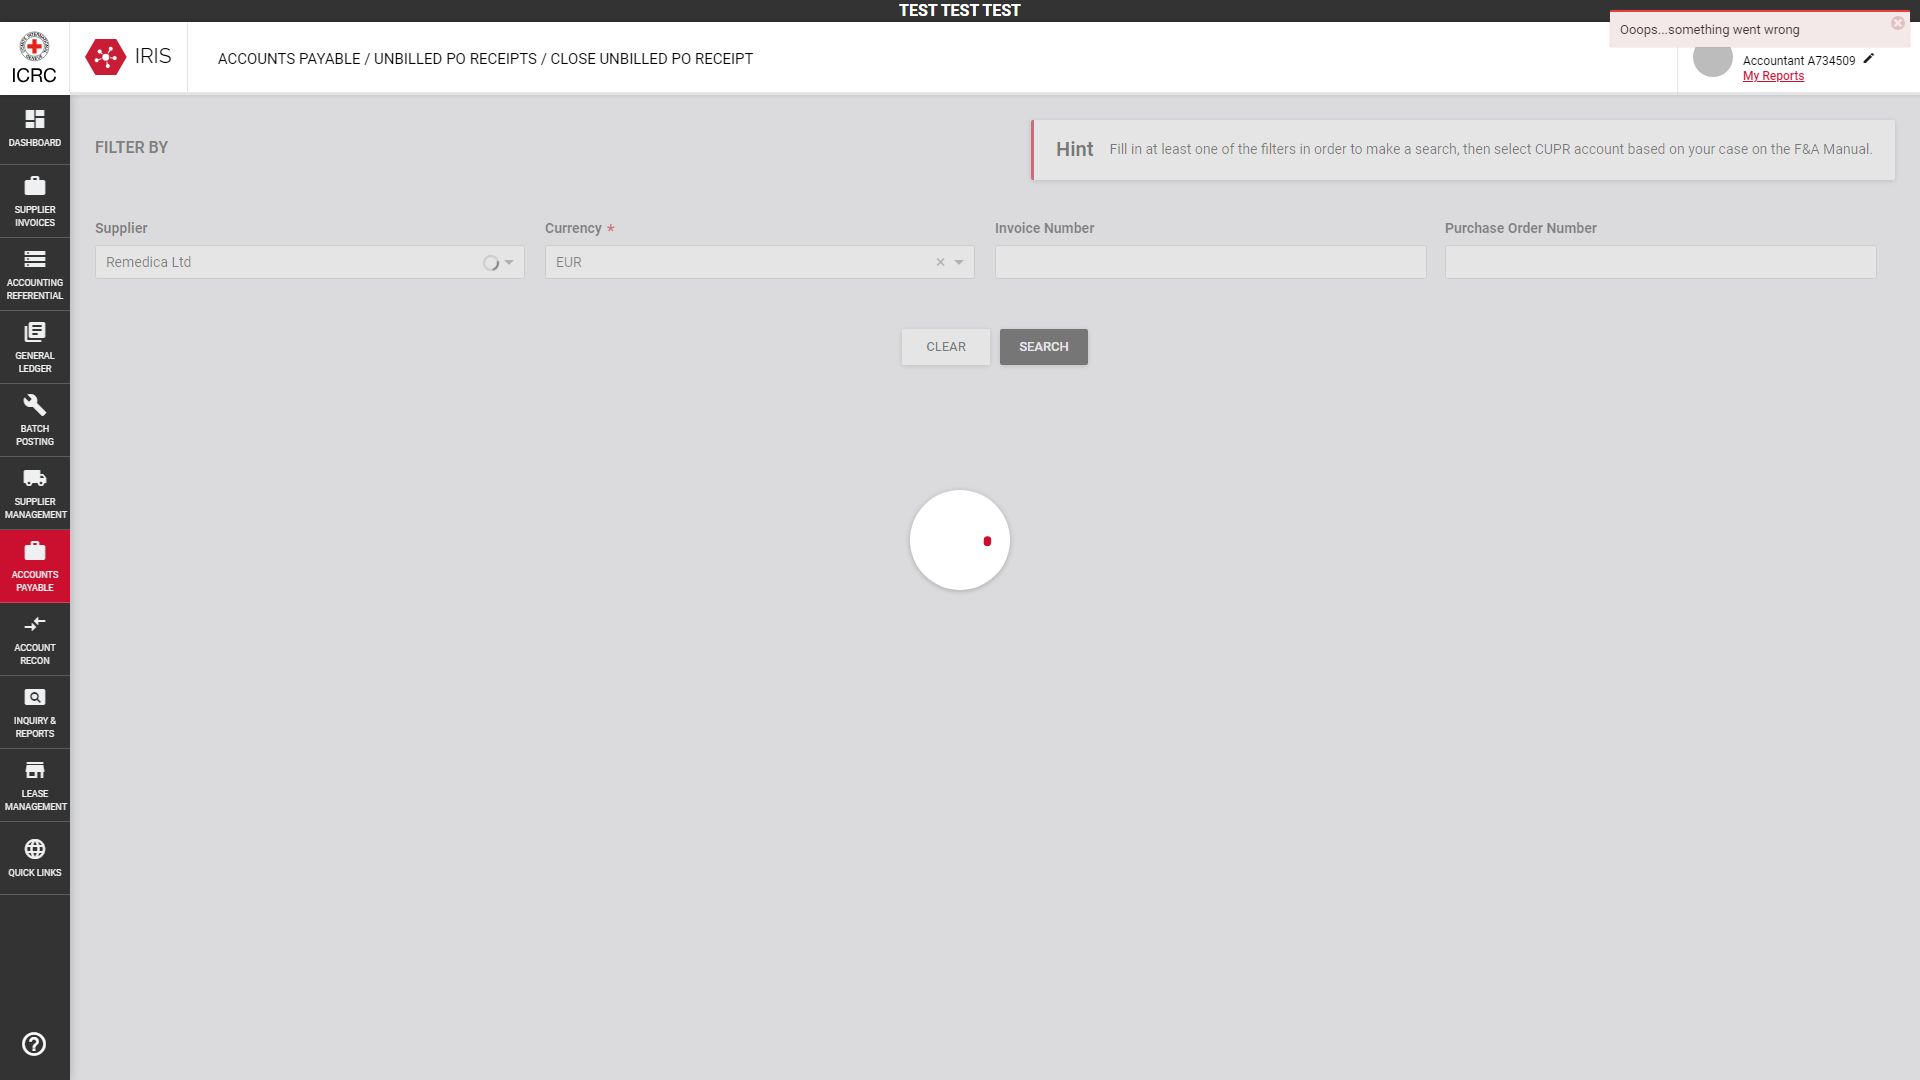 TEST TEST TEST
Ooops...something went wrong
ICRC
IRIS
ACCOUNTS PAYABLE / UNBILLED PO RECEIPTS / CLOSE UNBILLED PO RECEIPT
Accountant A734509
My Reports
DASHBOARD
SUPPLIER
INVOICES
ACCOUNTING
REFERENTIAL
GENERAL
LEDGER
BATCH
POSTING
SUPPLIER
MANAGEMENT
ACCOUNTS
PAYABLE
ACCOUNT
RECON
INQUIRY &
REPORTS
LEASE
MANAGEMENT
QUICK LINKS
FILTER BY
Hint Fill in at least one of the filters in order to make a search, then select CUPR account based on your case on the F&A Manual.
Supplier
Remedica Ltd
Currency *
EUR
Invoice Number
Purchase Order Number
CLEAR
SEARCH